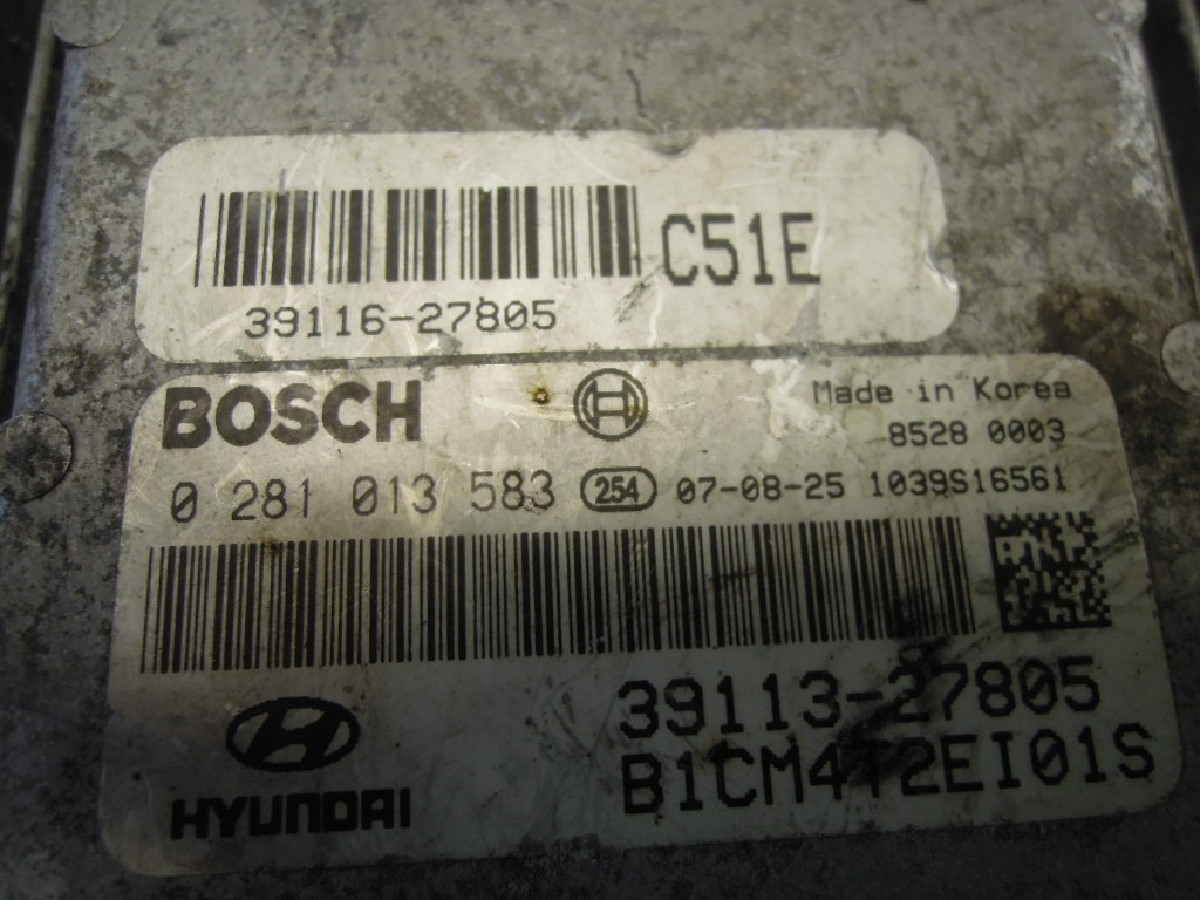 C51E
39116-27805
BOSCH Made in Korea
8528 0003
0 281 013 583 254 07-08-25 1039S16561
39113-27805
HYUNDAI B1CM4T2EI01S